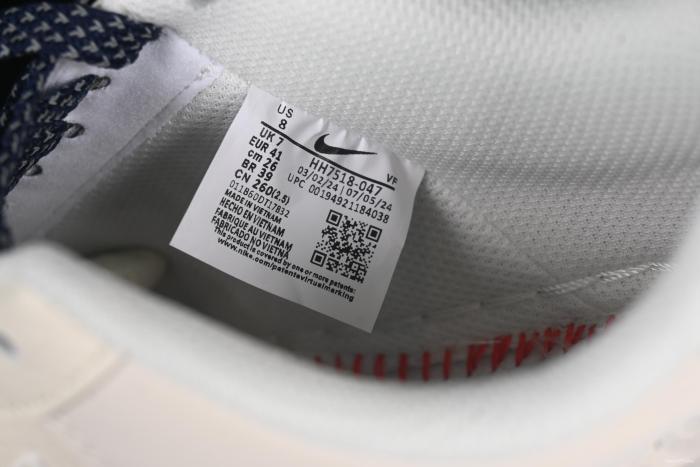 US
8
UK 7
EUR 41
cm 26
BR 39
CN 260(2.5)
VF
HH7518-047
03/02/24 | 07/05/24
UPC 00194921184038
011B80DT17832
MADE IN VIETNAM
HECHO EN VIETNAM
FABRIQUE AU VIETNAM
FABRICADO NO VIETNA
This product is covered by one or more patents:
www.nike.com/patentsvirtualmarking